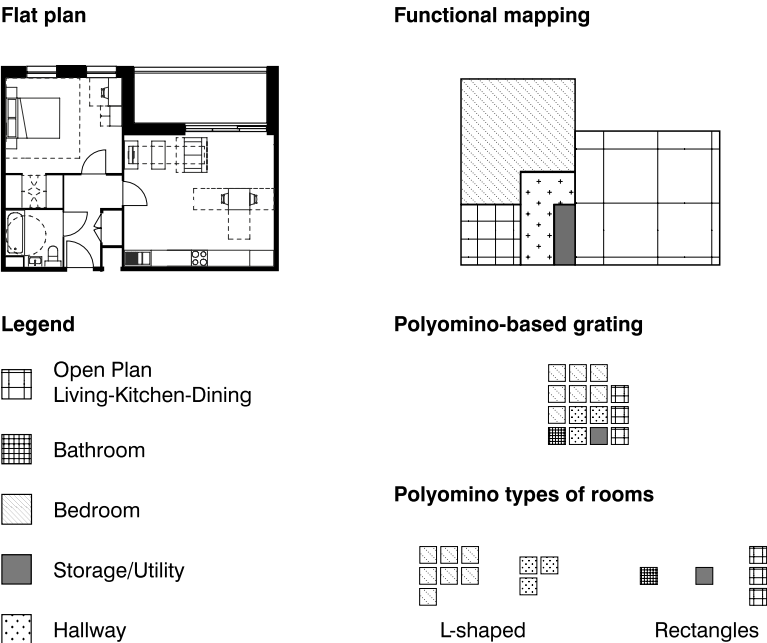 Flat plan
Functional mapping
Legend
Open Plan
Living-Kitchen-Dining
Bathroom
Bedroom
Storage/Utility
Hallway
Polyomino-based grating
Polyomino types of rooms
L-shaped
Rectangles